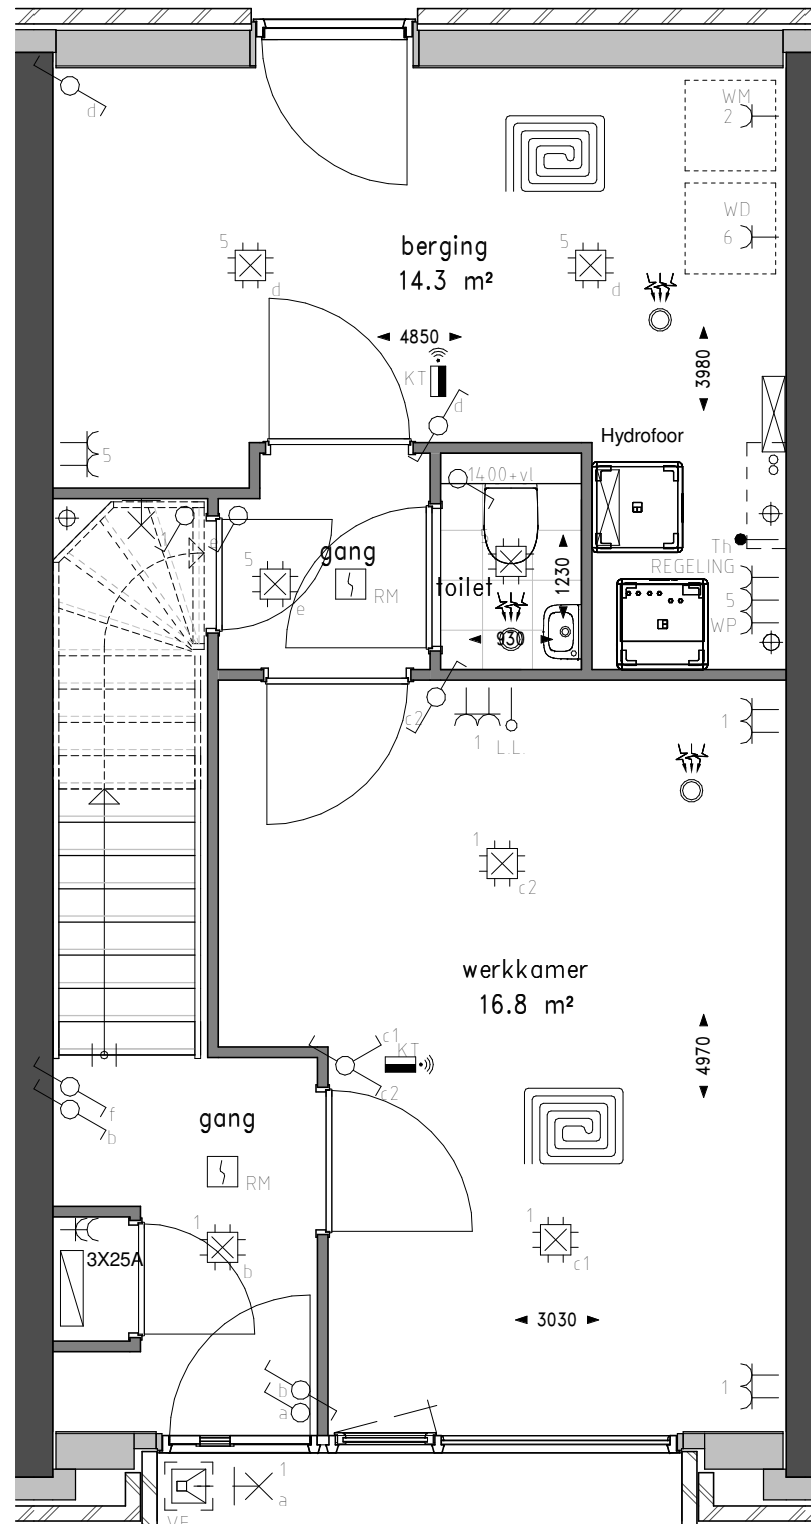 WM
2
d
WD
6
5
5
berging
14.3 m²
d
d
4850
3980
KT
d
Hydrofoor
5
1400+vl
Th
REGELING
5
WP
gang
5
e
RM
e
toilet
1230
930
c2
1
L.L.
1
1
c2
werkkamer
16.8 m²
c1
KT
c2
4970
f
b
gang
RM
1
b
3X25A
1
c1
3030
b
a
1
1
a
VF